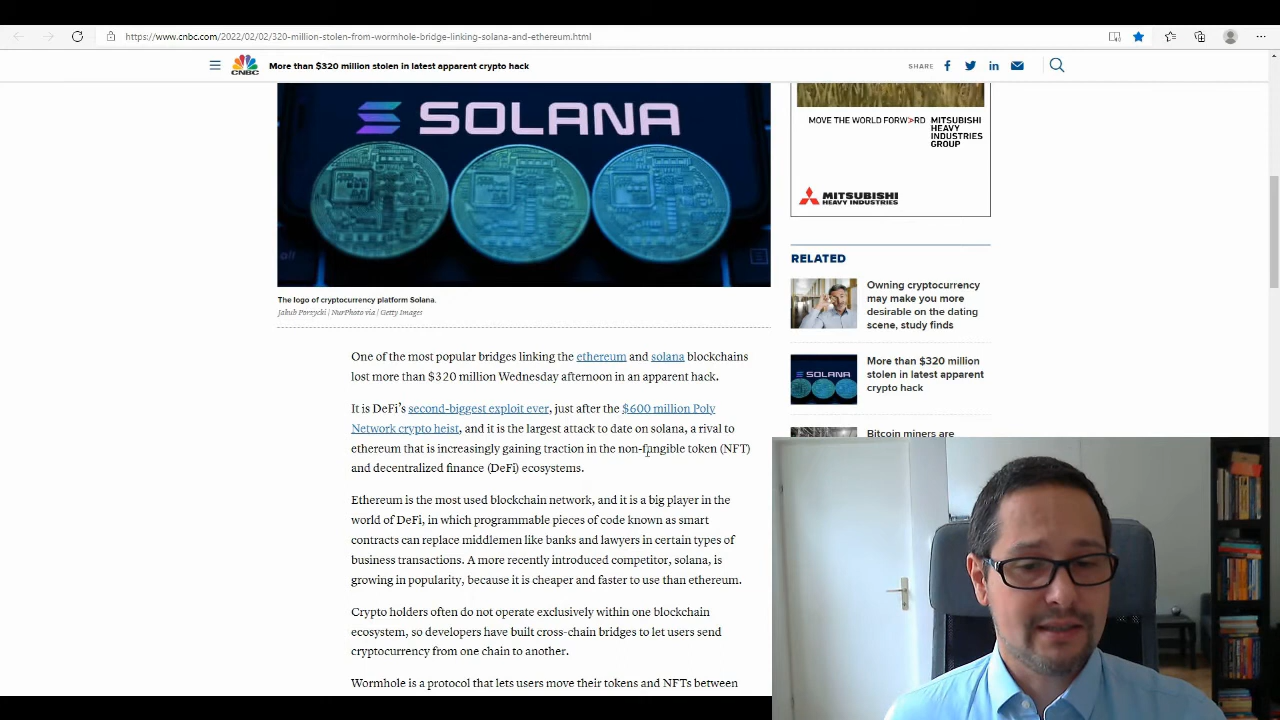 https://www.cnbc.com/2022/02/02/320-million-stolen-from-wormhole-bridge-linking-solana-and-ethereum.html
CNBC
More than $320 million stolen in latest apparent crypto hack
SHARE
SOLANA
MOVE THE WORLD FORW>RD
MITSUBISHI
HEAVY
INDUSTRIES
GROUP
MITSUBISHI
HEAVY INDUSTRIES
The logo of cryptocurrency platform Solana.
Jakub Porzycki | NurPhoto via | Getty Images
One of the most popular bridges linking the ethereum and solana blockchains
lost more than $320 million Wednesday afternoon in an apparent hack.
It is DeFi's second-biggest exploit ever, just after the $600 million Poly
Network crypto heist, and it is the largest attack to date on solana, a rival to
ethereum that is increasingly gaining traction in the non-fungible token (NFT)
and decentralized finance (DeFi) ecosystems.
Ethereum is the most used blockchain network, and it is a big player in the
world of DeFi, in which programmable pieces of code known as smart
contracts can replace middlemen like banks and lawyers in certain types of
business transactions. A more recently introduced competitor, solana, is
growing in popularity, because it is cheaper and faster to use than ethereum.
Crypto holders often do not operate exclusively within one blockchain
ecosystem, so developers have built cross-chain bridges to let users send
cryptocurrency from one chain to another.
Wormhole is a protocol that lets users move their tokens and NFTs between
RELATED
Owning cryptocurrency
may make you more
desirable on the dating
scene, study finds
SOLANA
More than $320 million
stolen in latest apparent
crypto hack
Bitcoin miners are